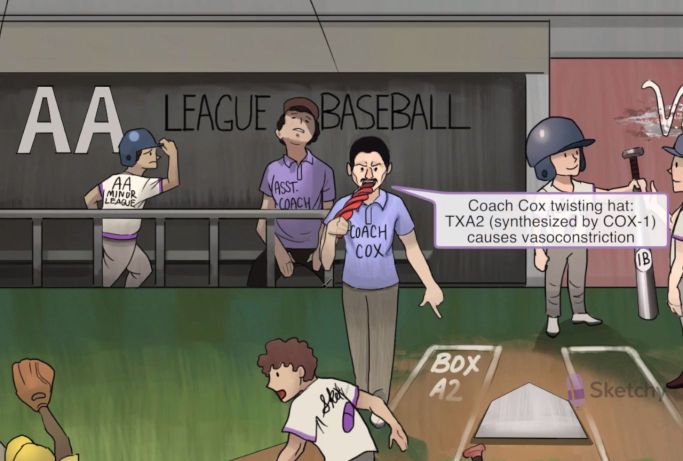 AA LEAGUE BASEBALL
AA
MINOR
LEAGUE
ASST.
COACH
COACH
COX
Coach Cox twisting hat:
TXA2 (synthesized by COX-1)
causes vasoconstriction
1B
BOX
A2
Sketchy